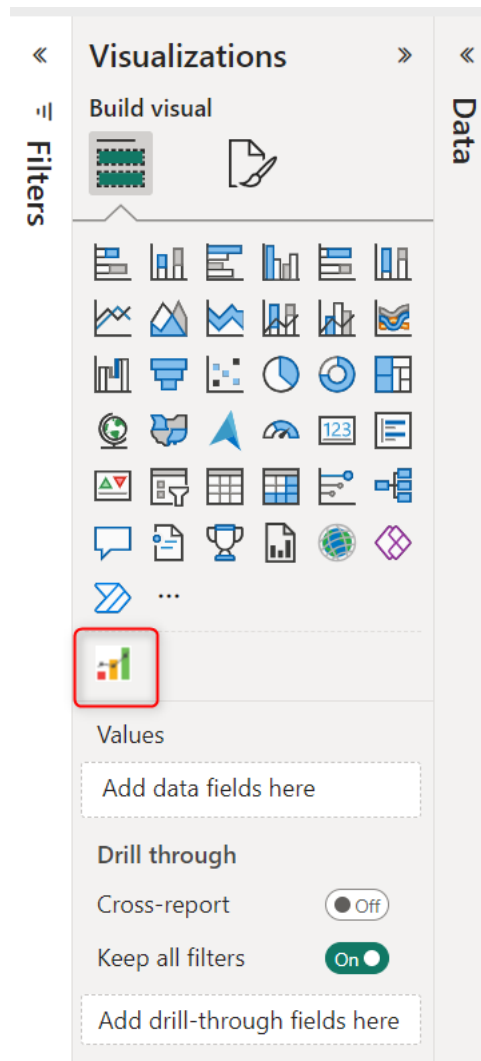 Filters
Visualizations
Build visual
123
...
Values
Add data fields here
Drill through
Cross-report
Off
Keep all filters
On
Add drill-through fields here
Data